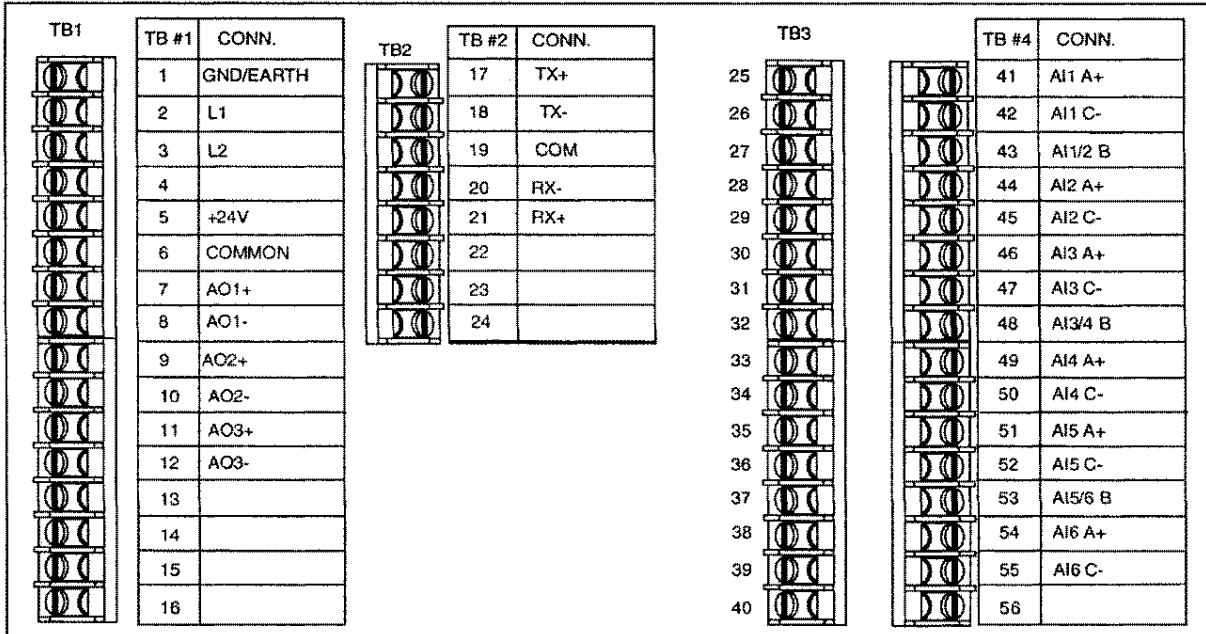 TB1
TB #1 CONN.
1 GND/EARTH
2 L1
3 L2
4
5 +24V
6 COMMON
7 AO1+
8 AO1-
9 AO2+
10 AO2-
11 AO3+
12 AO3-
13
14
15
16
TB2
TB #2 CONN.
17 TX+
18 TX-
19 COM
20 RX-
21 RX+
22
23
24
TB3
25
26
27
28
29
30
31
32
33
34
35
36
37
38
39
40
TB #4 CONN.
41 AI1 A+
42 AI1 C-
43 AI1/2 B
44 AI2 A+
45 AI2 C-
46 AI3 A+
47 AI3 C-
48 AI3/4 B
49 AI4 A+
50 AI4 C-
51 AI5 A+
52 AI5 C-
53 AI5/6 B
54 AI6 A+
55 AI6 C-
56